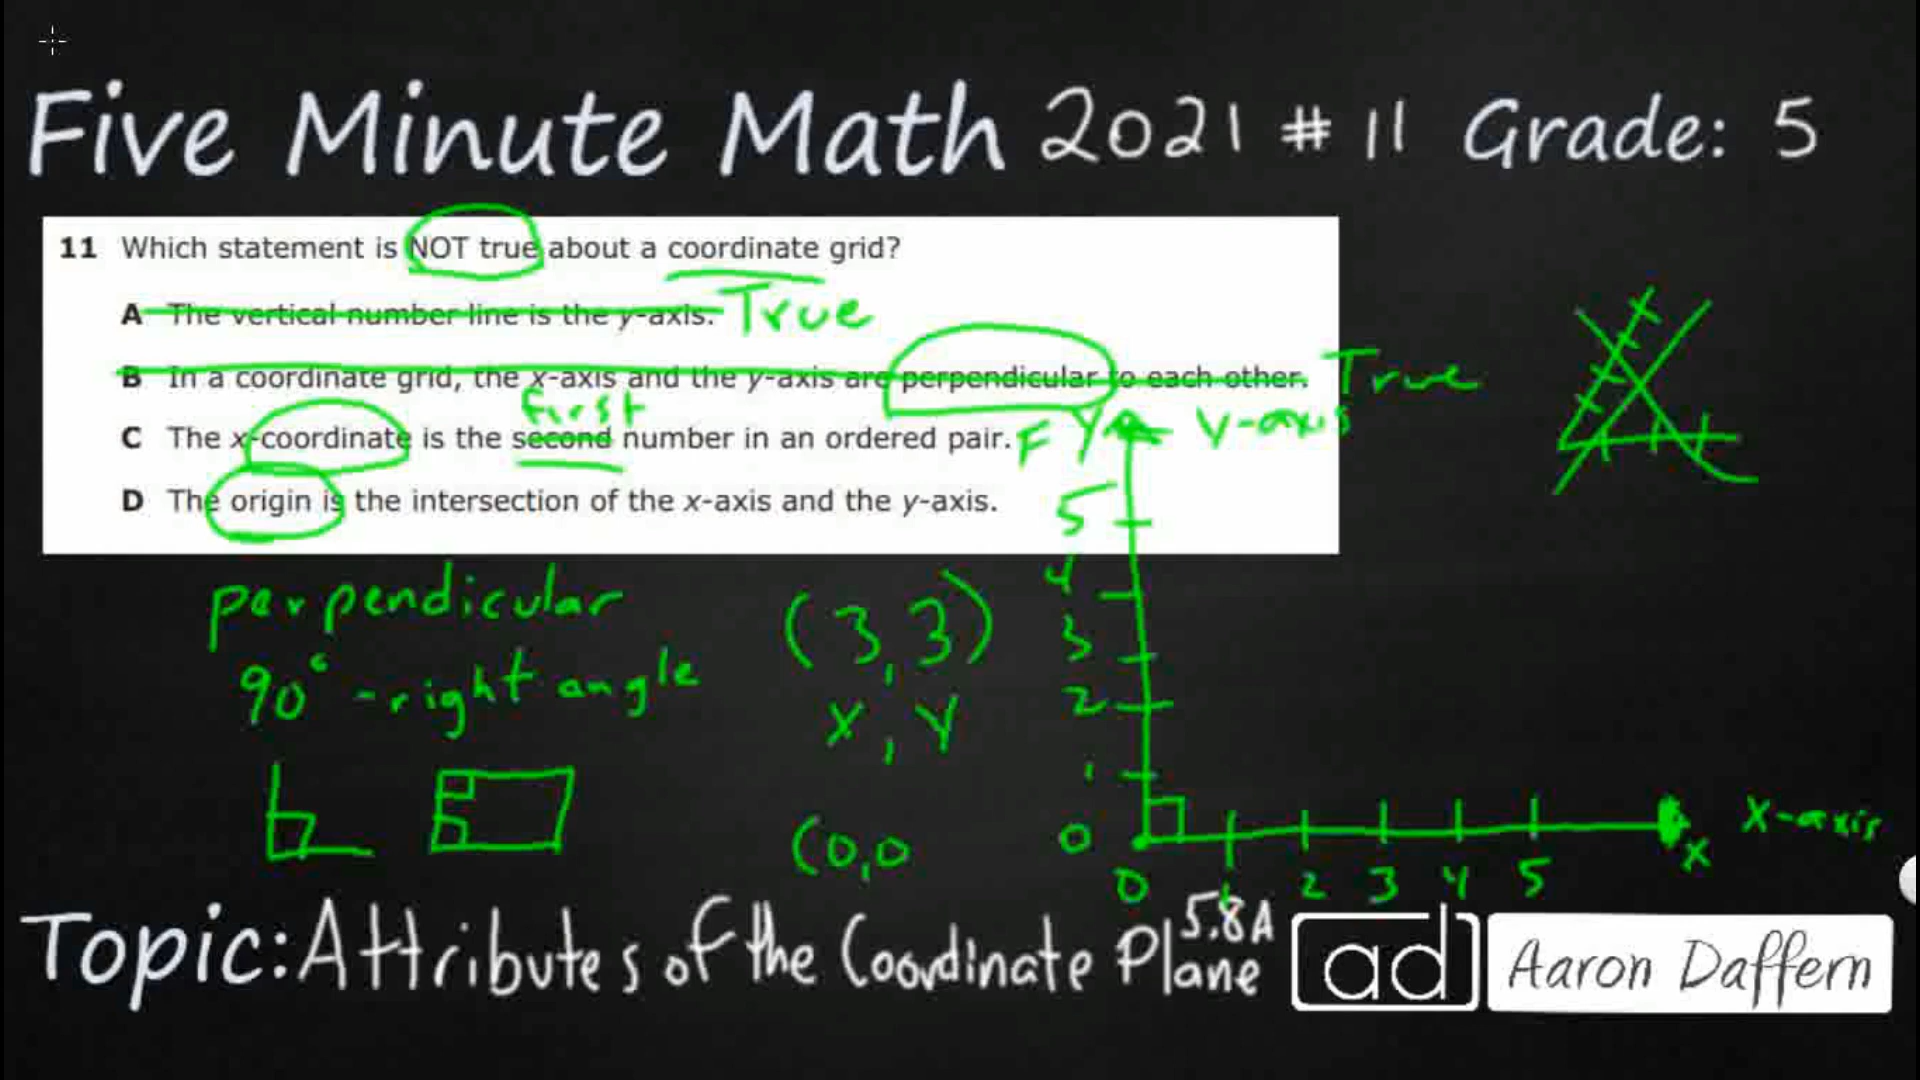 Five Minute Math 2021 # 11 Grade: 5
11 Which statement is NOT true about a coordinate grid?
A The vertical number line is the y-axis. True
B In a coordinate grid, the x-axis and the y-axis are perpendicular to each other. True
first
C The x-coordinate is the second number in an ordered pair. F
Y
y-axis
D The origin is the intersection of the x-axis and the y-axis.
5
4
3
2
1
0
perpendicular
90° - right angle
(3,3)
X, Y
(0,0
0 1 2 3 4 5
X
X-axis
Topic: Attributes of the Coordinate Plane 5.8A
ad
Aaron Daffern